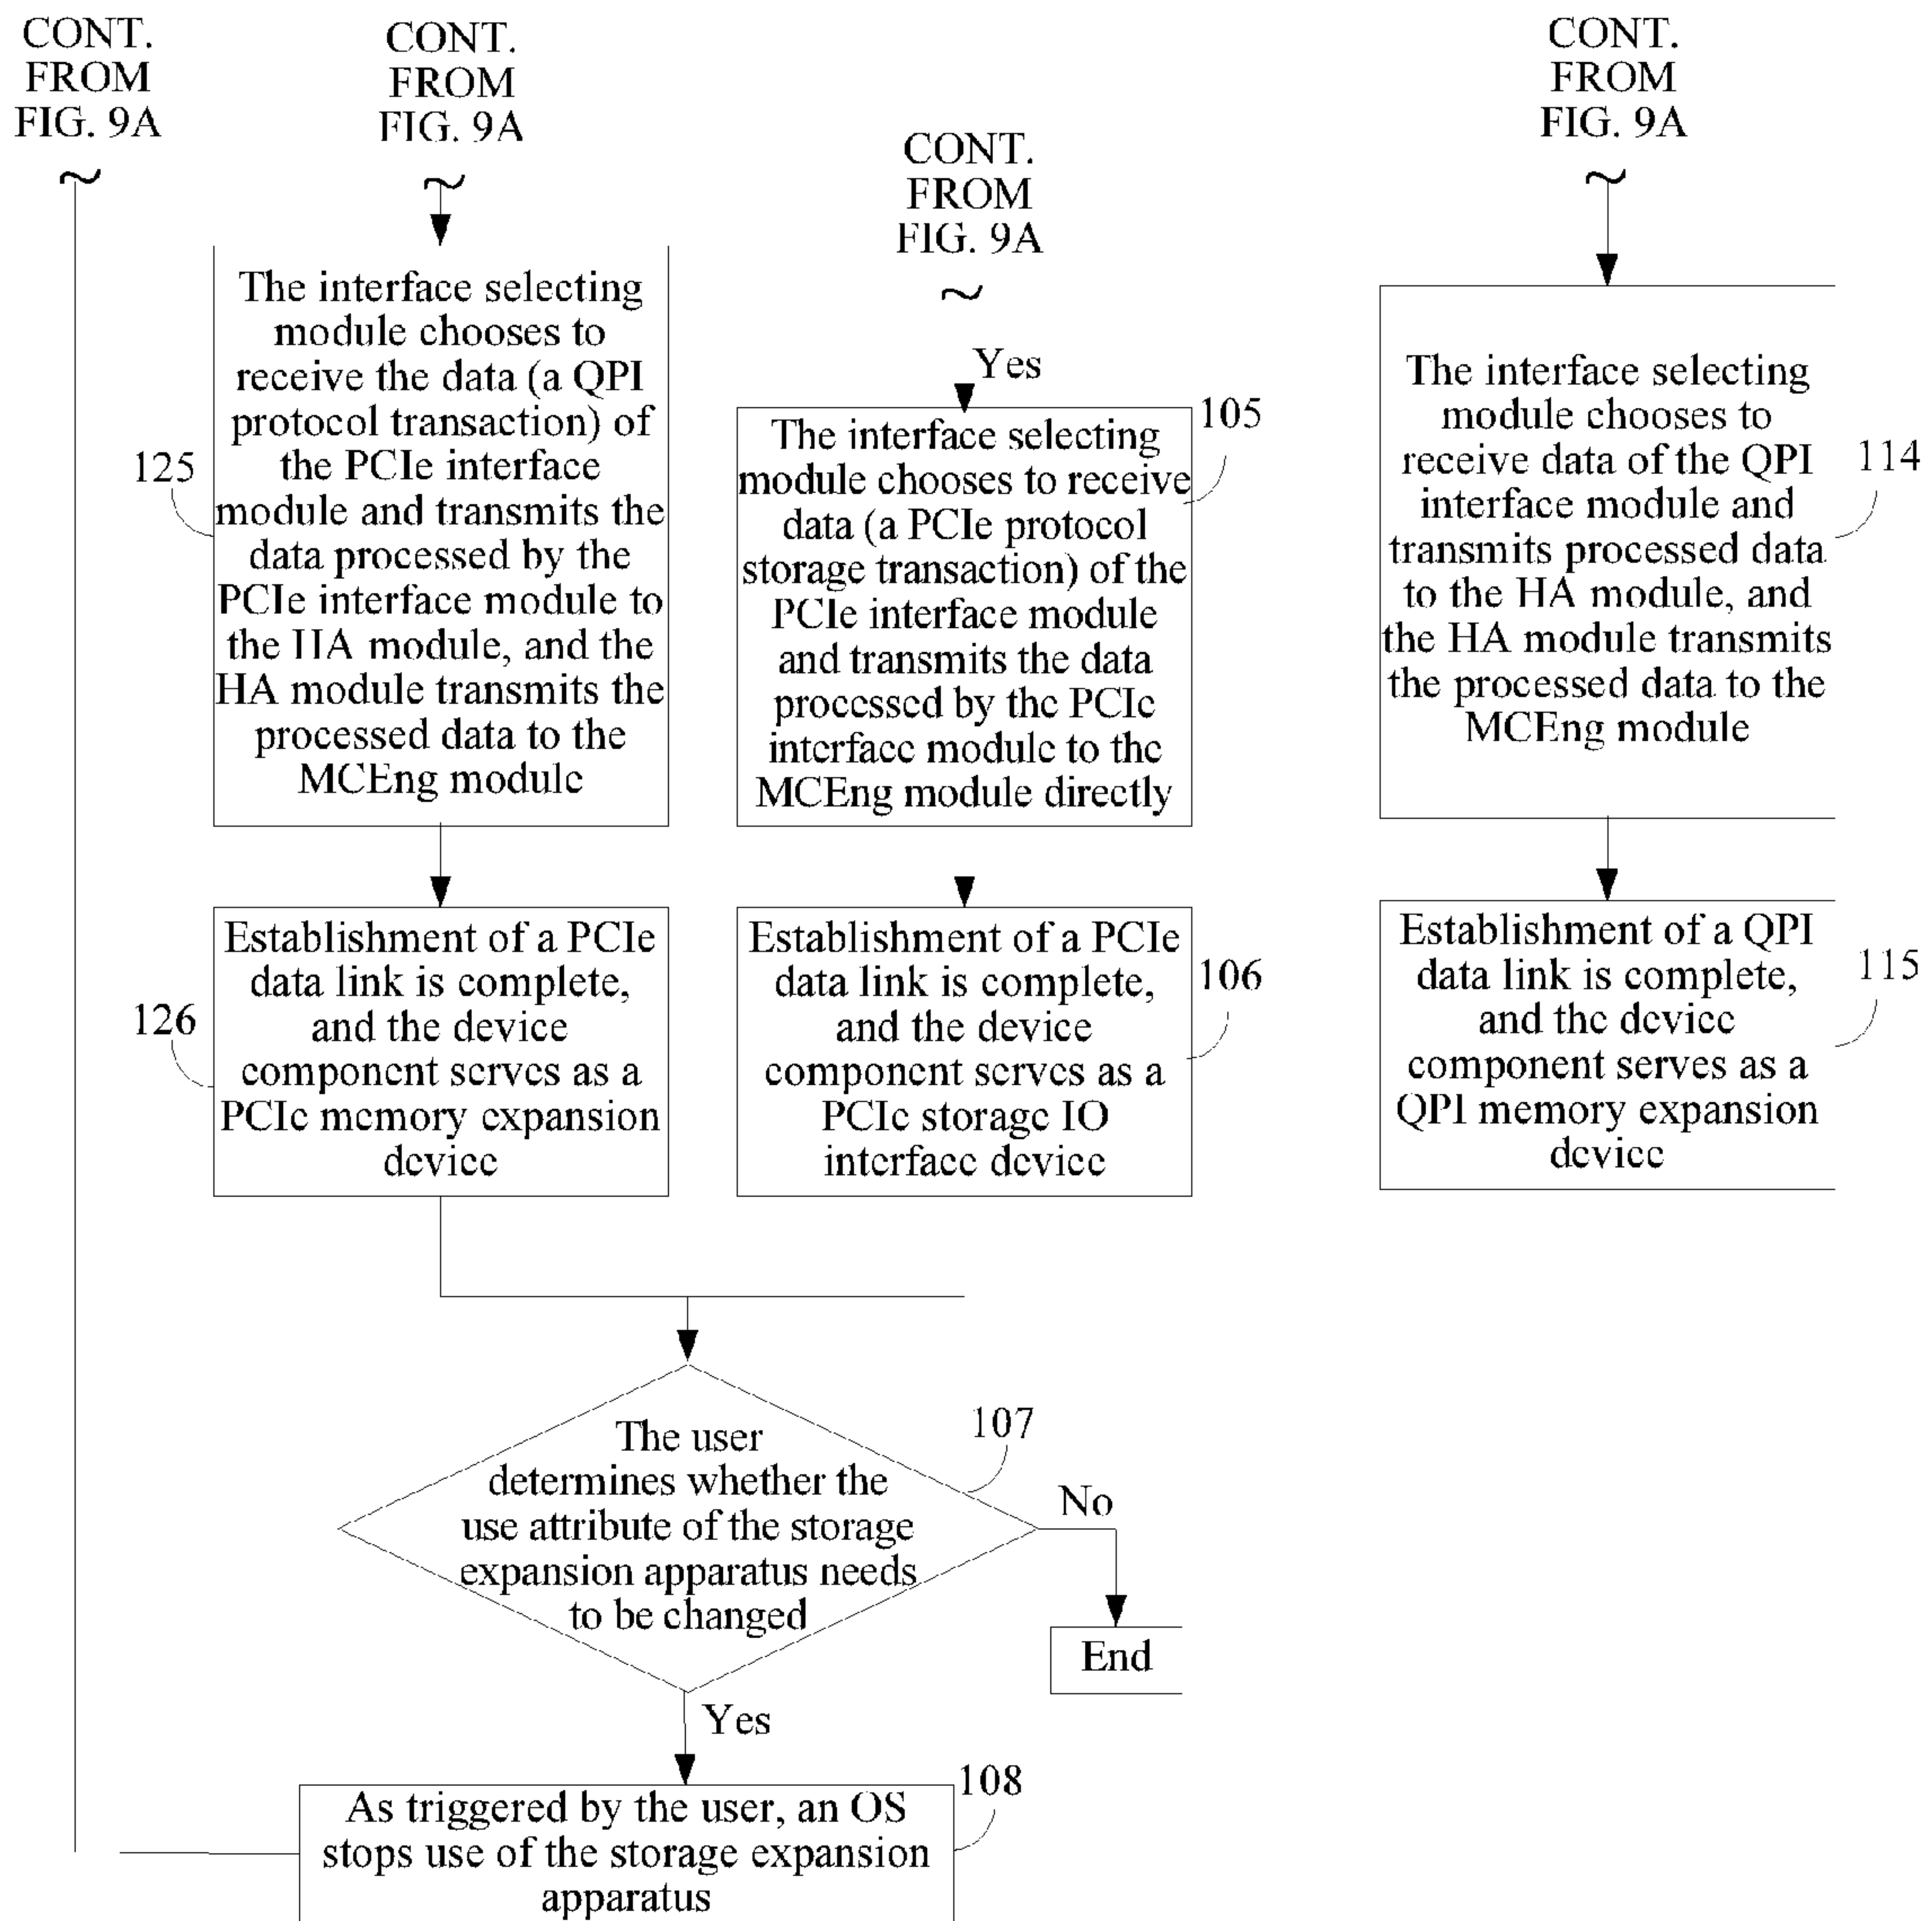 CONT.
FROM
FIG. 9A
CONT.
FROM
FIG. 9A
CONT.
FROM
FIG. 9A
CONT.
FROM
FIG. 9A
125
The interface selecting
module chooses to
receive the data (a QPI
protocol transaction) of
the PCIe interface
module and transmits the
data processed by the
PCIe interface module to
the HA module, and the
HA module transmits the
processed data to the
MCEng module
Yes
105
The interface selecting
module chooses to receive
data (a PCIe protocol
storage transaction) of the
PCIe interface module
and transmits the data
processed by the PCIe
interface module to the
MCEng module directly
114
The interface selecting
module chooses to
receive data of the QPI
interface module and
transmits processed data
to the HA module, and
the HA module transmits
the processed data to the
MCEng module
126
Establishment of a PCIe
data link is complete,
and the device
component serves as a
PCIe memory expansion
device
106
Establishment of a PCIe
data link is complete,
and the device
component serves as a
PCIe storage IO
interface device
115
Establishment of a QPI
data link is complete,
and the device
component serves as a
QPI memory expansion
device
107
The user
determines whether the
use attribute of the storage
expansion apparatus needs
to be changed
No
End
Yes
108
As triggered by the user, an OS
stops use of the storage expansion
apparatus